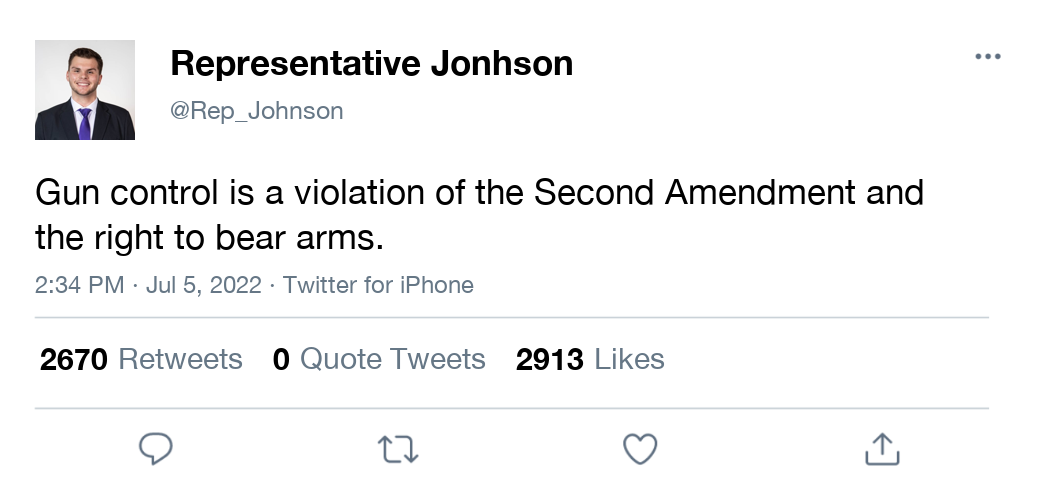 Representative Jonhson
@Rep_Johnson
Gun control is a violation of the Second Amendment and
the right to bear arms.
2:34 PM · Jul 5, 2022 · Twitter for iPhone
2670 Retweets 0 Quote Tweets 2913 Likes